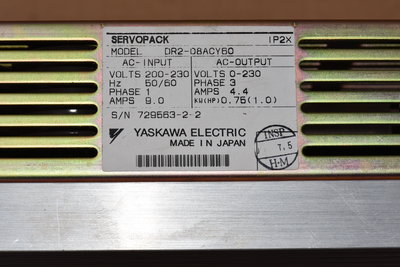 SERVOPACK IP2X
MODEL DR2-08ACY60
AC-INPUT AC-OUTPUT
VOLTS 200-230 VOLTS 0-230
Hz 50/60 PHASE 3
PHASE 1 AMPS 4.4
AMPS 9.0 KW(HP) 0.75(1.0)
S/N 729563-2-2
YASKAWA ELECTRIC
MADE IN JAPAN
INSP
7.5
H·M